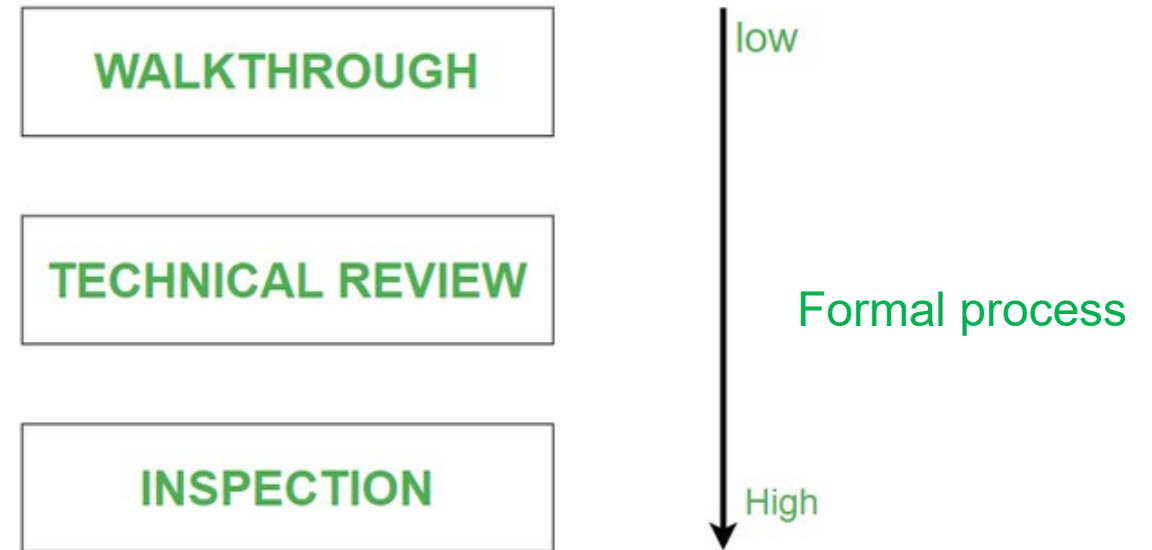 WALKTHROUGH
low
TECHNICAL REVIEW
Formal process
INSPECTION
High